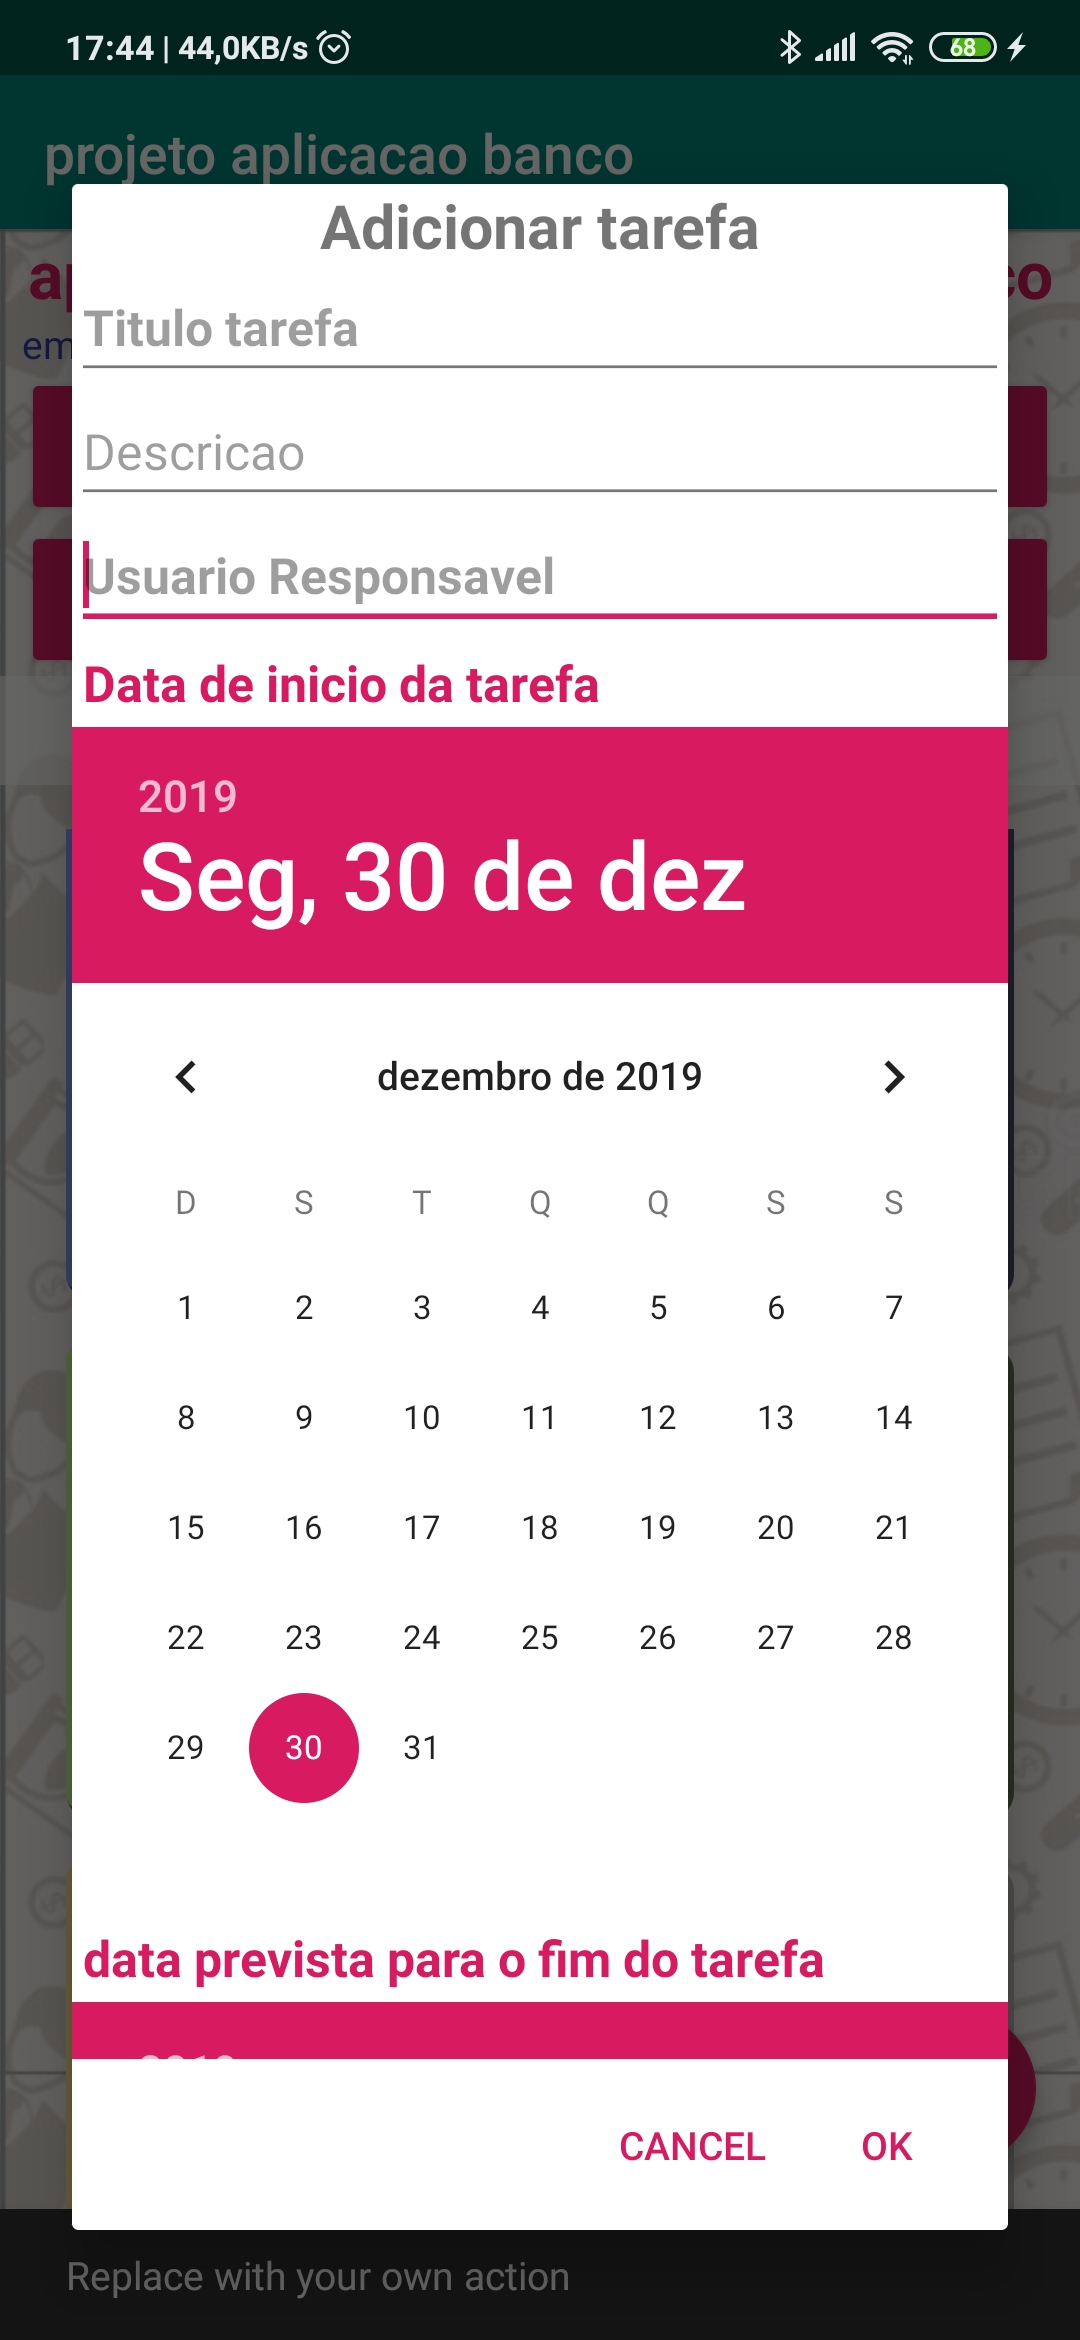 17:44 | 44,0KB/s
68
projeto aplicacao banco
Adicionar tarefa
Titulo tarefa
em
Descricao
Usuario Responsavel
Data de inicio da tarefa
2019
Seg, 30 de dez
dezembro de 2019
D S T Q Q S S
1 2 3 4 5 6 7
8 9 10 11 12 13 14
15 16 17 18 19 20 21
22 23 24 25 26 27 28
29 30 31
data prevista para o fim do tarefa
CANCEL OK
Replace with your own action